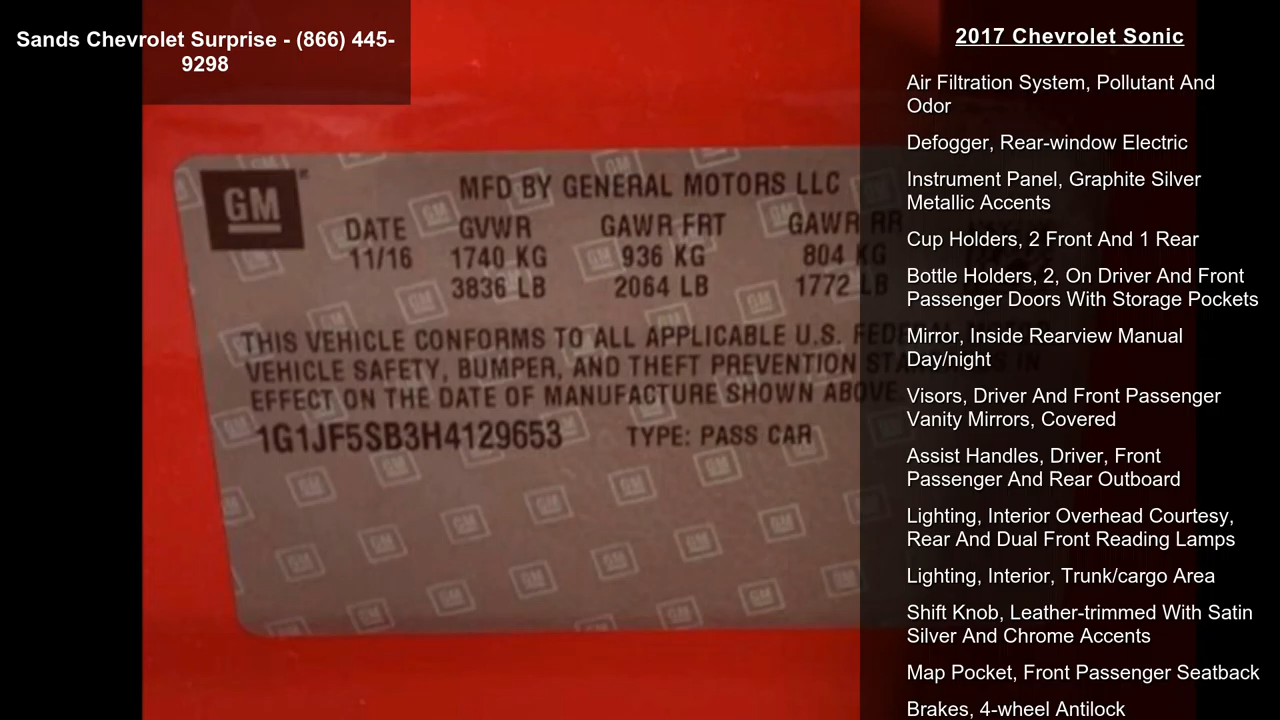 Sands Chevrolet Surprise - (866) 445-
9298
GM
MFD BY GENERAL MOTORS LLC
DATE GVWR GAWR FRT GAWR RR
11/16 1740 KG 936 KG 804 KG
3836 LB 2064 LB 1772 LB
THIS VEHICLE CONFORMS TO ALL APPLICABLE U.S. FEDERAL
VEHICLE SAFETY, BUMPER, AND THEFT PREVENTION STANDARDS IN
EFFECT ON THE DATE OF MANUFACTURE SHOWN ABOVE.
1G1JF5SB3H4129653 TYPE: PASS CAR
2017 Chevrolet Sonic
Air Filtration System, Pollutant And
Odor
Defogger, Rear-window Electric
Instrument Panel, Graphite Silver
Metallic Accents
Cup Holders, 2 Front And 1 Rear
Bottle Holders, 2, On Driver And Front
Passenger Doors With Storage Pockets
Mirror, Inside Rearview Manual
Day/night
Visors, Driver And Front Passenger
Vanity Mirrors, Covered
Assist Handles, Driver, Front
Passenger And Rear Outboard
Lighting, Interior Overhead Courtesy,
Rear And Dual Front Reading Lamps
Lighting, Interior, Trunk/cargo Area
Shift Knob, Leather-trimmed With Satin
Silver And Chrome Accents
Map Pocket, Front Passenger Seatback
Brakes, 4-wheel Antilock